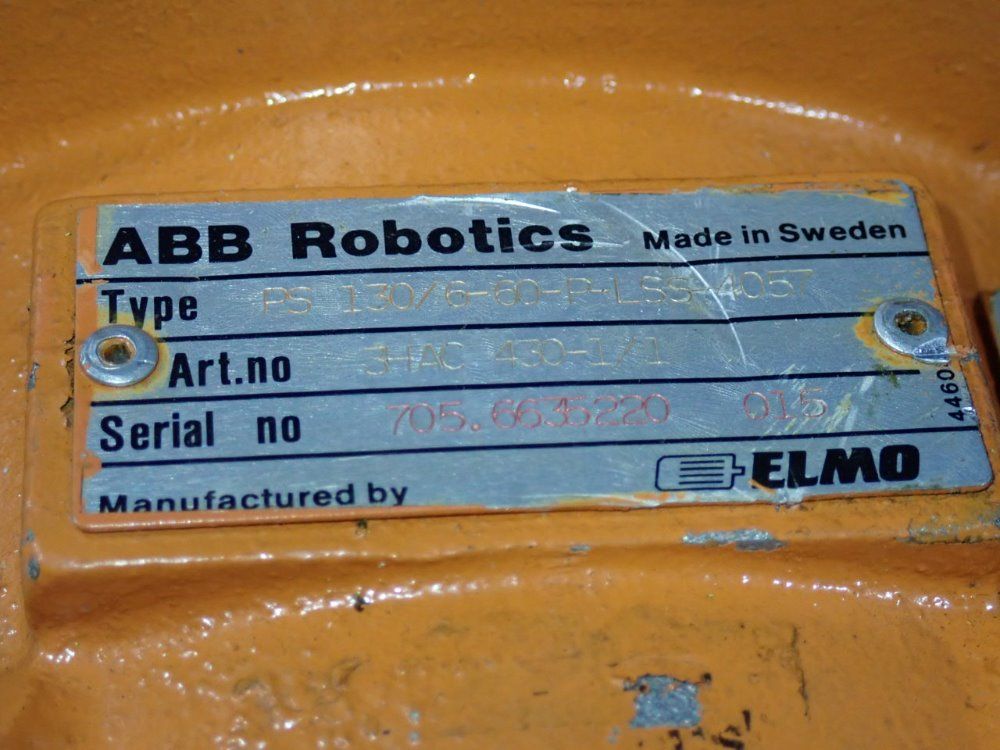 ABB Robotics Made in Sweden
Type PS 130/6-60-P-LSS-4057
Art.no 3HAC 430-1/1
Serial no 705.6635220 015
Manufactured by ELMO